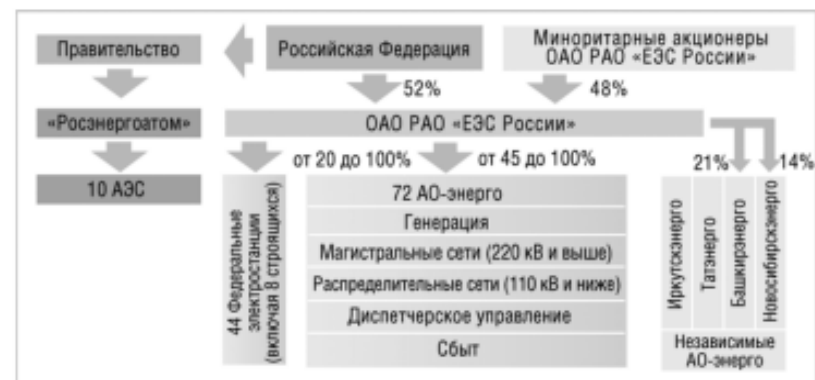 Правительство
Российская Федерация
Миноритарные акционеры
ОАО РАО «ЕЭС России»
52%
48%
«Росэнергоатом»
ОАО РАО «ЕЭС России»
от 20 до 100%
от 45 до 100%
21%
14%
10 АЭС
44 Федеральные
электростанции
(включая 8 строящихся)
72 АО-энерго
Генерация
Магистральные сети (220 кВ и выше)
Распределительные сети (110 кВ и ниже)
Диспетчерское управление
Сбыт
Иркутскэнерго
Татэнерго
Башкирэнерго
Новосибирскэнерго
Независимые
АО-энерго